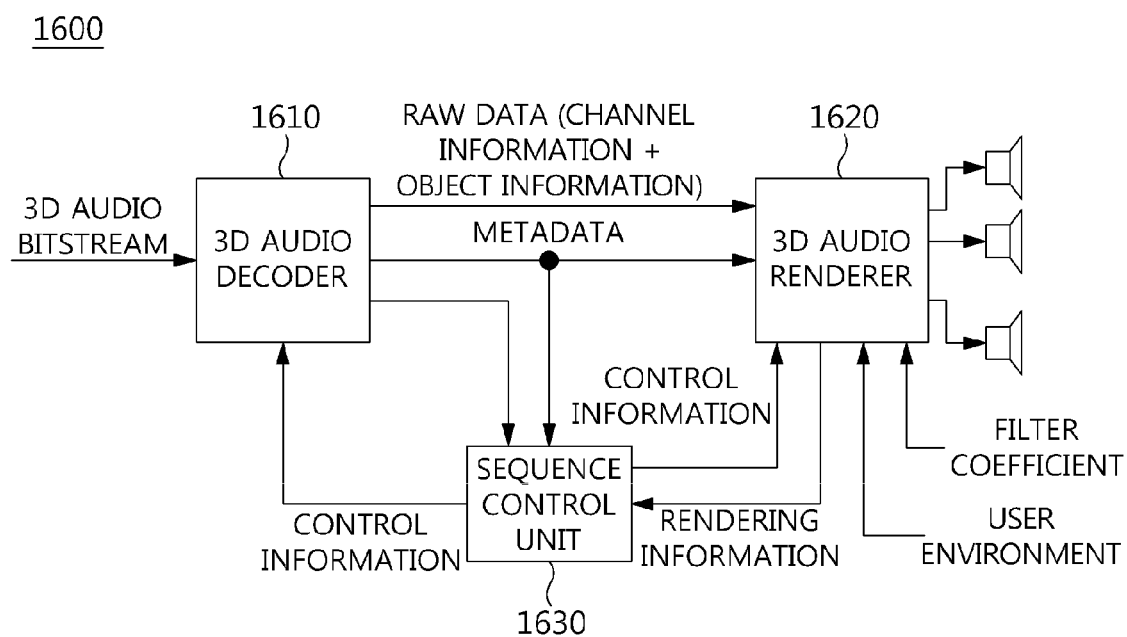 1600
1610
RAW DATA (CHANNEL
INFORMATION +
OBJECT INFORMATION)
1620
3D AUDIO
BITSTREAM
3D AUDIO
DECODER
METADATA
3D AUDIO
RENDERER
CONTROL
INFORMATION
FILTER
COEFFICIENT
SEQUENCE
CONTROL
UNIT
CONTROL
INFORMATION
RENDERING
INFORMATION
USER
ENVIRONMENT
1630